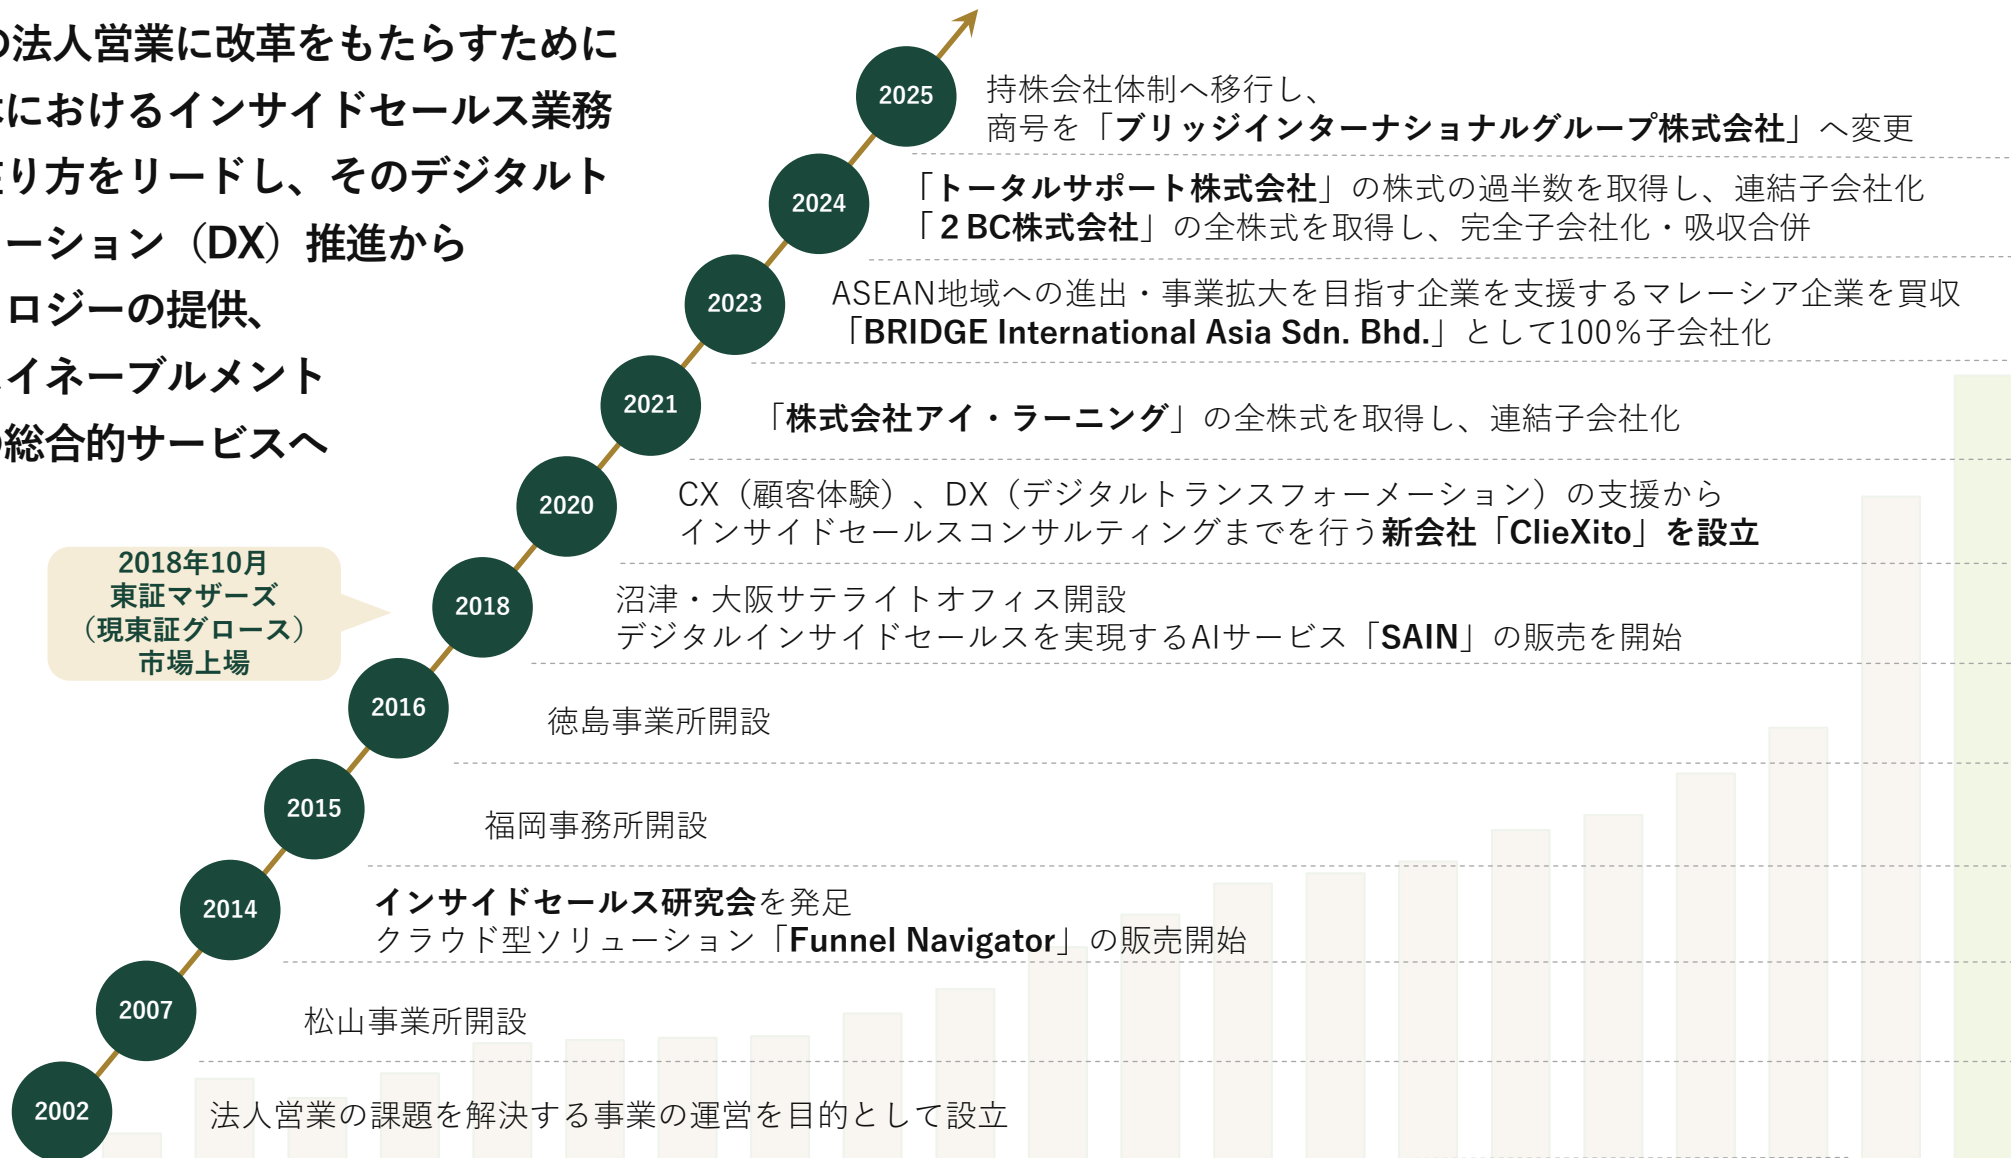 の法人営業に改革をもたらすために
におけるインサイドセールス業務
り方をリードし、そのデジタルト
ーション（DX）推進から
ロジーの提供、
イネーブルメント
の総合的サービスへ
2025
持株会社体制へ移行し、
商号を「ブリッジインターナショナルグループ株式会社」へ変更
2024
「トータルサポート株式会社」の株式の過半数を取得し、連結子会社化
「２BC株式会社」の全株式を取得し、完全子会社化・吸収合併
2023
ASEAN地域への進出・事業拡大を目指す企業を支援するマレーシア企業を買収
「BRIDGE International Asia Sdn. Bhd.」として100%子会社化
2021
「株式会社アイ・ラーニング」の全株式を取得し、連結子会社化
2020
CX（顧客体験）、DX（デジタルトランスフォーメーション）の支援から
インサイドセールスコンサルティングまでを行う新会社「ClieXito」を設立
2018年10月
東証マザーズ
（現東証グロース）
市場上場
2018
沼津・大阪サテライトオフィス開設
デジタルインサイドセールスを実現するAIサービス「SAIN」の販売を開始
2016
徳島事業所開設
2015
福岡事務所開設
2014
インサイドセールス研究会を発足
クラウド型ソリューション「Funnel Navigator」の販売開始
2007
松山事業所開設
2002
法人営業の課題を解決する事業の運営を目的として設立